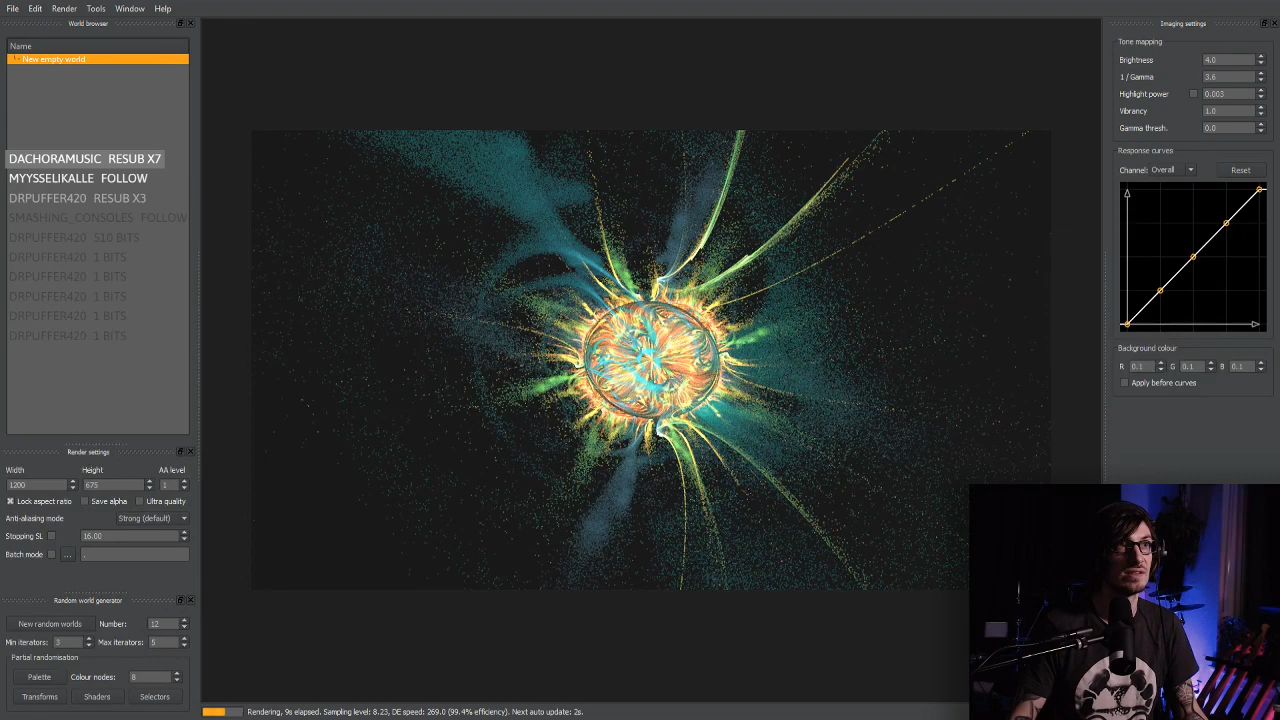 File Edit Render Tools Window Help
World browser
Name
New empty world
DACHORAMUSIC RESUB X7
MYYSSELIKALLE FOLLOW
DRPUFFER420 RESUB X3
SMASHING_CONSOLES FOLLOW
DRPUFFER420 510 BITS
DRPUFFER420 1 BITS
DRPUFFER420 1 BITS
DRPUFFER420 1 BITS
DRPUFFER420 1 BITS
DRPUFFER420 1 BITS
Render settings
Width Height AA level
1200 675 1
Lock aspect ratio Save alpha Ultra quality
Anti-aliasing mode Strong (default)
Stopping SL 16.00
Batch mode ... .
Random world generator
New random worlds Number: 12
Min iterators: 3 Max iterators: 5
Partial randomisation
Palette Colour nodes: 8
Transforms Shaders Selectors
Rendering, 9s elapsed. Sampling level: 8.23, DE speed: 269.0 (99.4% efficiency). Next auto update: 2s.
Imaging settings
Tone mapping
Brightness 4.0
1 / Gamma 3.6
Highlight power 0.003
Vibrancy 1.0
Gamma thresh. 0.0
Response curves
Channel: Overall Reset
Background colour
R 0.1 G 0.1 B 0.1
Apply before curves